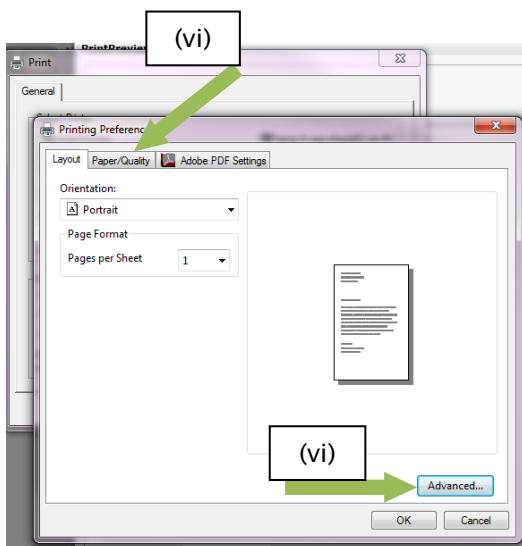 (vi)
PrintPreview
Print
General
Printing Preferenc
Layout Paper/Quality Adobe PDF Settings
Orientation:
A Portrait
Page Format
Pages per Sheet 1
(vi)
Advanced...
OK Cancel